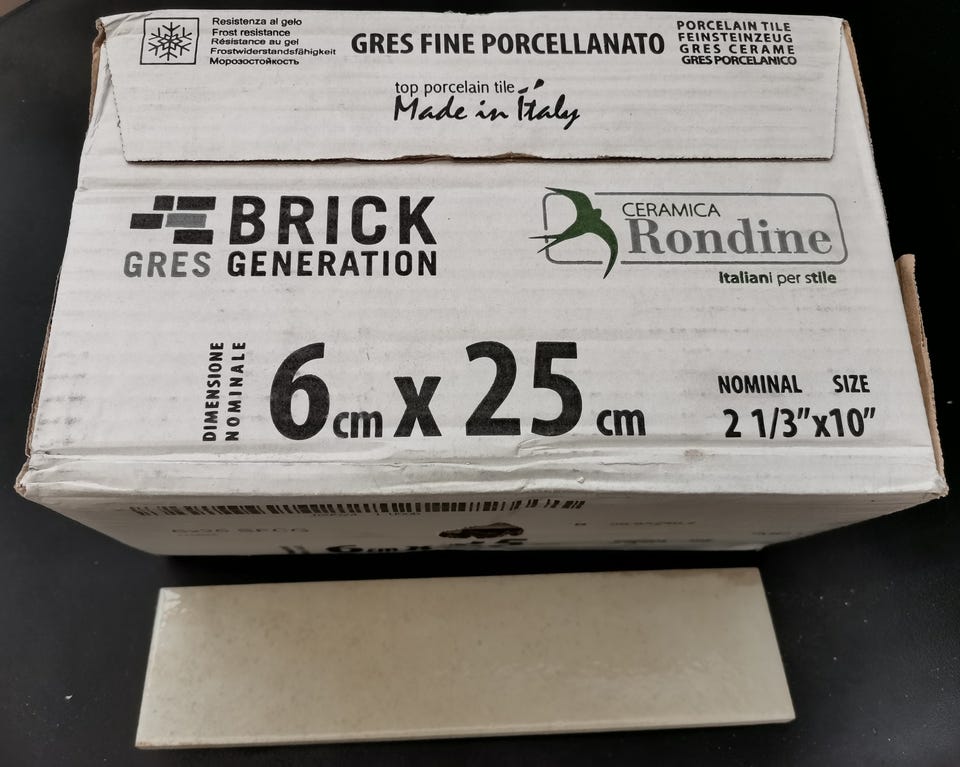 Resistenza al gelo
Frost resistance
Résistance au gel
Frostwiderstandsfähigkeit
Морозостойкость
GRES FINE PORCELLANATO
PORCELAIN TILE
FEINSTEINZEUG
GRES CERAME
GRES PORCELANICO
top porcelain tile
Made in Italy
BRICK
GRES GENERATION
CERAMICA
Rondine
Italiani per stile
DIMENSIONE
NOMINALE
6cm x 25 cm
NOMINAL SIZE
2 1/3"x10"